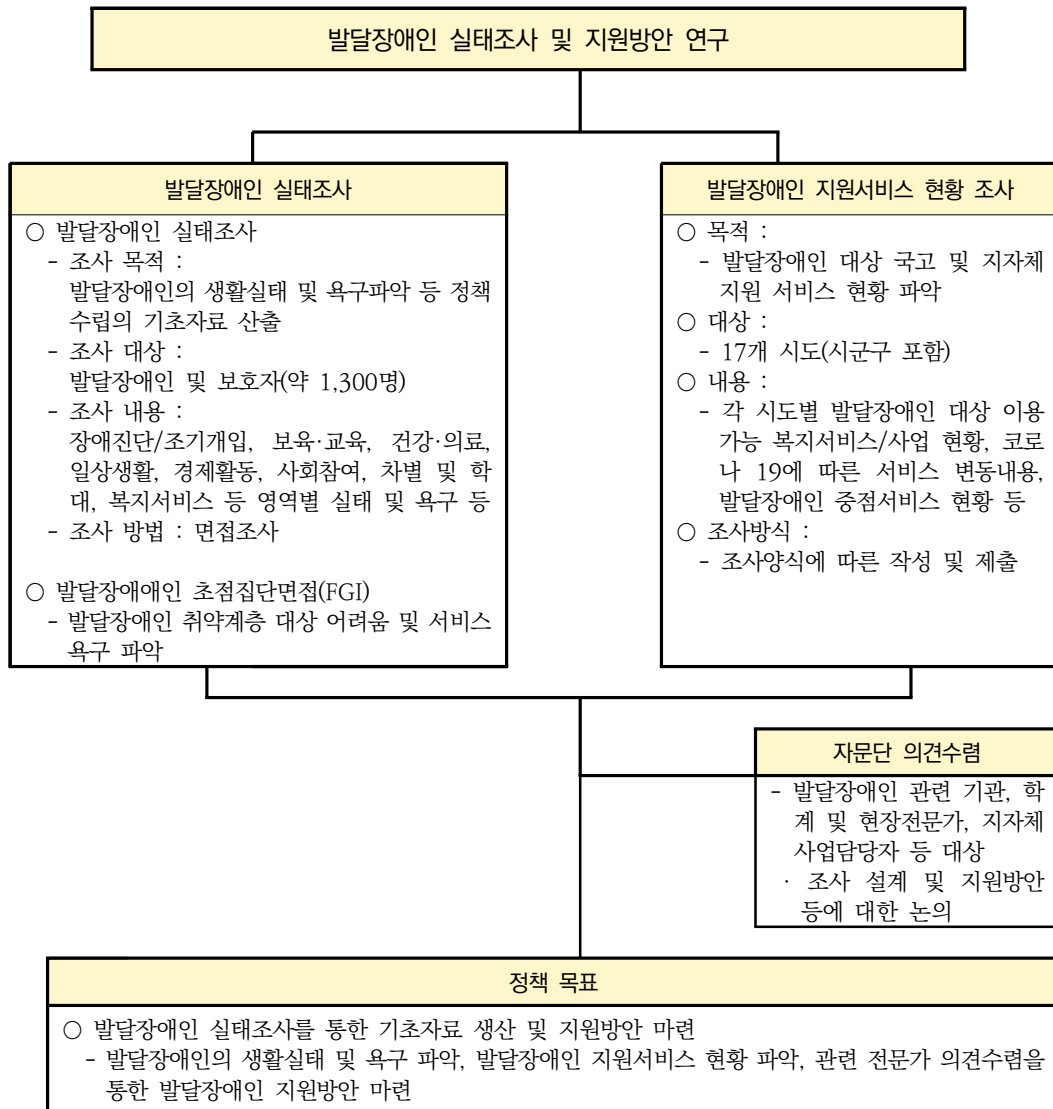 발달장애인 실태조사 및 지원방안 연구
발달장애인 실태조사
○ 발달장애인 실태조사
- 조사 목적 :
발달장애인의 생활실태 및 욕구파악 등 정책
수립의 기초자료 산출
- 조사 대상 :
발달장애인 및 보호자(약 1,300명)
- 조사 내용 :
장애진단/조기개입, 보육·교육, 건강·의료,
일상생활, 경제활동, 사회참여, 차별 및 학
대, 복지서비스 등 영역별 실태 및 욕구 등
- 조사 방법 : 면접조사
○ 발달장애애인 초점집단면접(FGI)
- 발달장애인 취약계층 대상 어려움 및 서비스
욕구 파악
발달장애인 지원서비스 현황 조사
○ 목적 :
- 발달장애인 대상 국고 및 지자체
지원 서비스 현황 파악
○ 대상 :
- 17개 시도(시군구 포함)
○ 내용 :
- 각 시도별 발달장애인 대상 이용
가능 복지서비스/사업 현황, 코로
나 19에 따른 서비스 변동내용,
발달장애인 중점서비스 현황 등
○ 조사방식 :
- 조사양식에 따른 작성 및 제출
자문단 의견수렴
- 발달장애인 관련 기관, 학
계 및 현장전문가, 지자체
사업담당자 등 대상
· 조사 설계 및 지원방안
등에 대한 논의
정책 목표
○ 발달장애인 실태조사를 통한 기초자료 생산 및 지원방안 마련
- 발달장애인의 생활실태 및 욕구 파악, 발달장애인 지원서비스 현황 파악, 관련 전문가 의견수렴을
통한 발달장애인 지원방안 마련